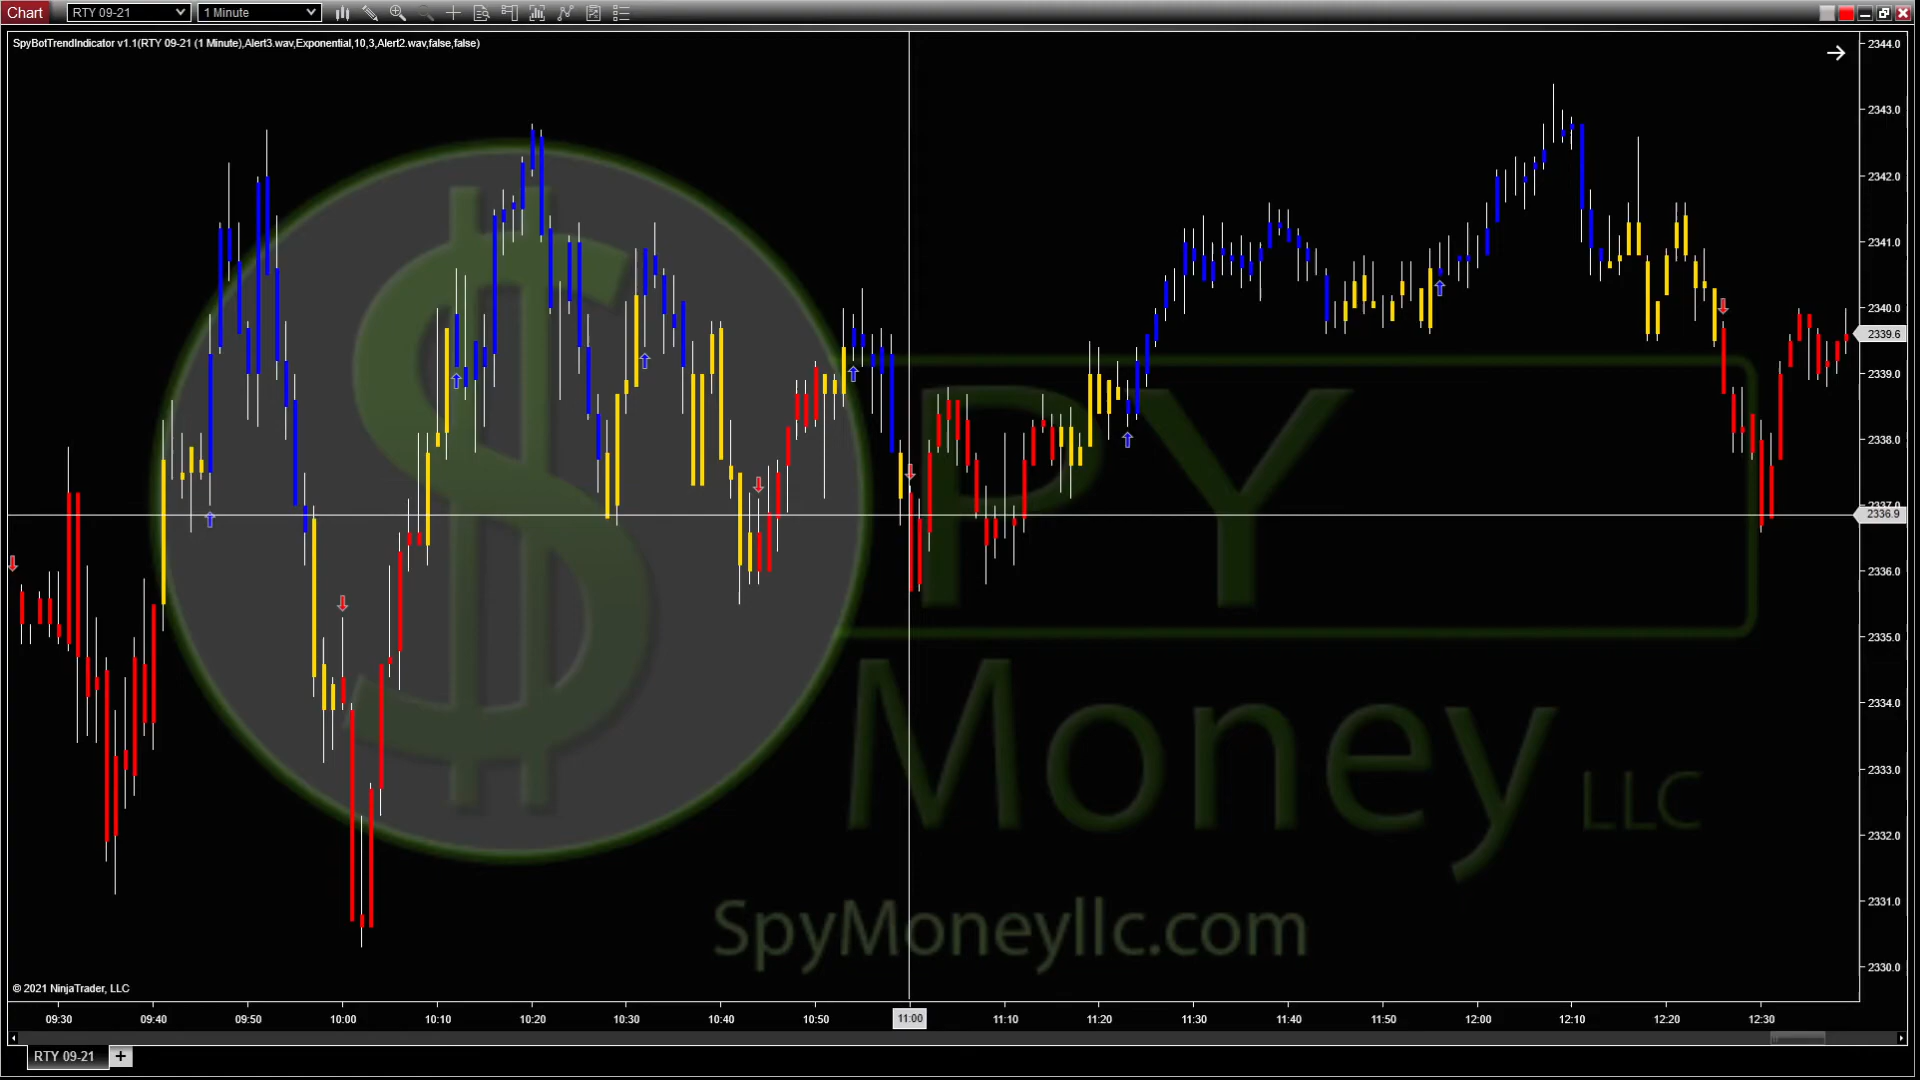 Chart RTY 09-21 1 Minute
SpyBotTrendIndicator v1.1(RTY 09-21 (1 Minute),Alert3.wav,Exponential,10,3,Alert2.wav,false,false)
2344.0
2343.0
2342.0
2341.0
2340.0
2339.6
2339.0
2338.0
2337.0
2336.9
2336.0
2335.0
2334.0
2333.0
2332.0
2331.0
2330.0
$PY
Money LLC
SpyMoneyllc.com
© 2021 NinjaTrader, LLC
09:30 09:40 09:50 10:00 10:10 10:20 10:30 10:40 10:50 11:00 11:10 11:20 11:30 11:40 11:50 12:00 12:10 12:20 12:30
RTY 09-21 +